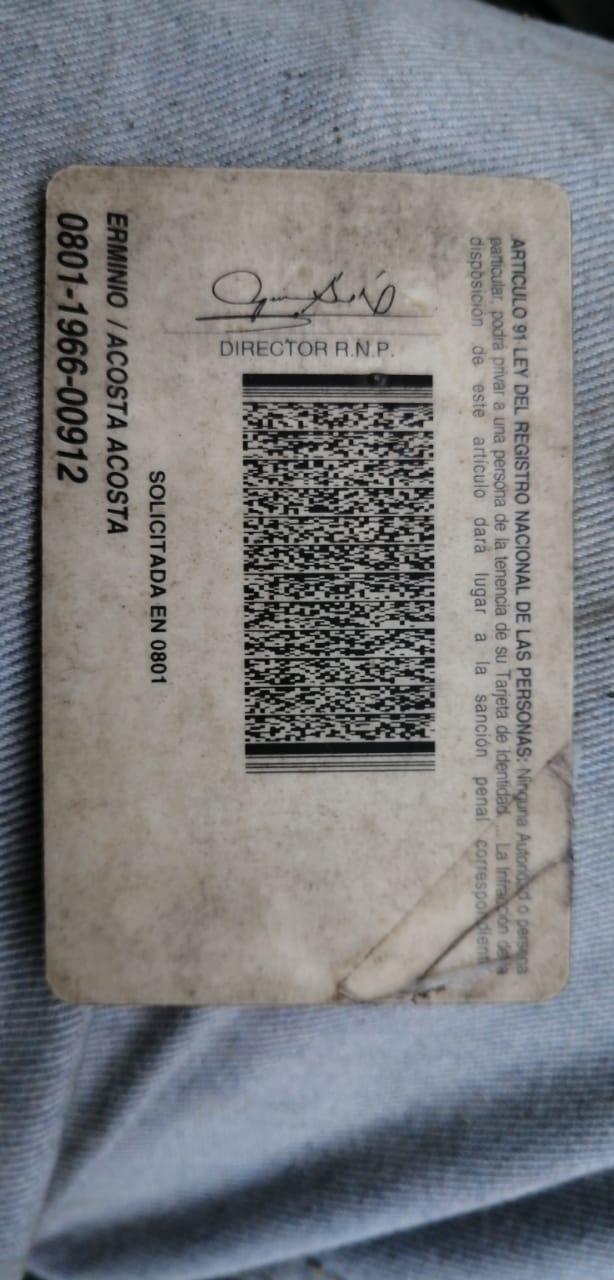 ARTICULO 91-LEY DEL REGISTRO NACIONAL DE LAS PERSONAS: Ninguna Autoridad o persona
particular, podrá privar a una persona de la tenencia de su Tarjeta de Identidad ... La Infracción de la
disposición de este artículo dará lugar a la sanción penal correspondient
DIRECTOR R.N.P.
SOLICITADA EN 0801
ERMINIO / ACOSTA ACOSTA
0801-1966-00912